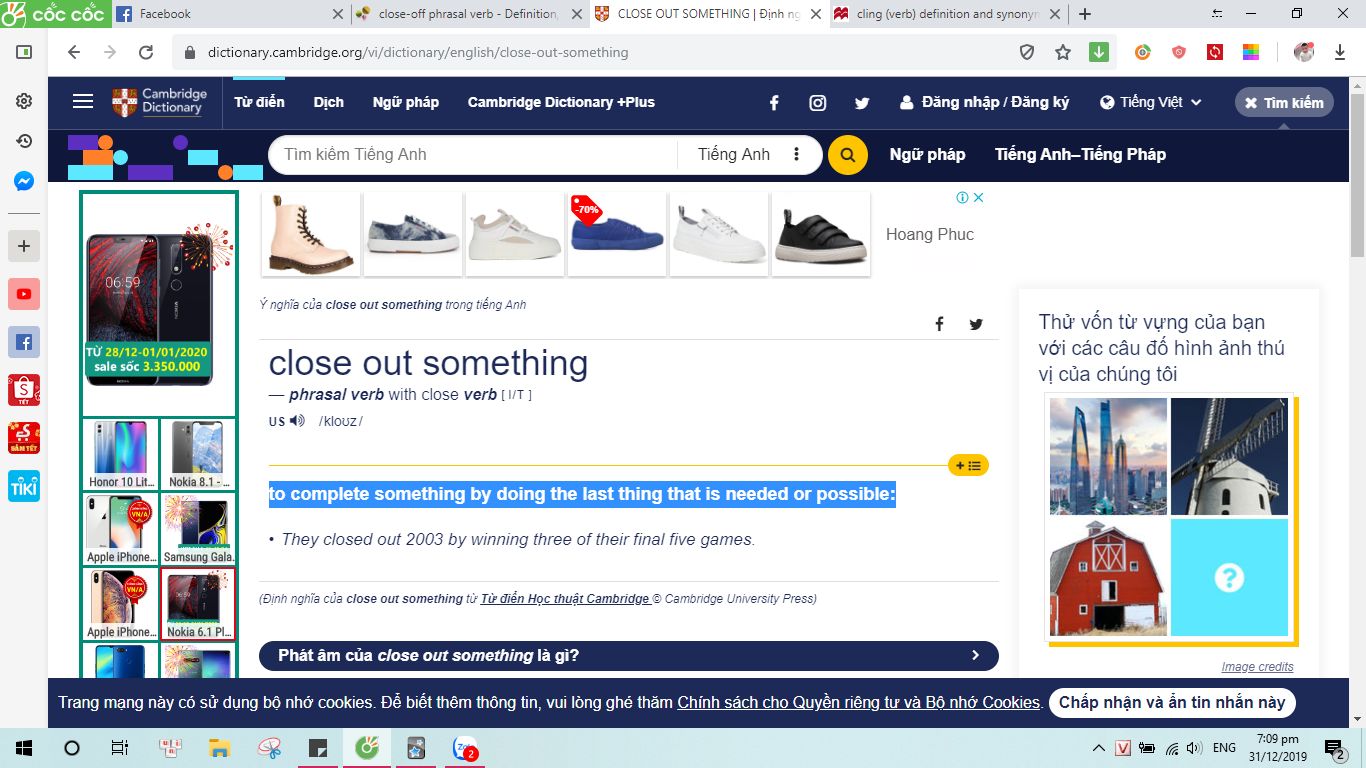 cốc cốc
Facebook
close-off phrasal verb - Definition,
CLOSE OUT SOMETHING | Định ng
cling (verb) definition and synonym
dictionary.cambridge.org/vi/dictionary/english/close-out-something
Cambridge
Dictionary
Từ điển
Dịch
Ngữ pháp
Cambridge Dictionary +Plus
Đăng nhập / Đăng ký
Tiếng Việt
Tìm kiếm
Tìm kiếm Tiếng Anh
Tiếng Anh
Ngữ pháp
Tiếng Anh–Tiếng Pháp
-70%
Hoang Phuc
06:59
NOKIA
TỪ 28/12-01/01/2020
sale sốc 3.350.000
Honor 10 Lit...
Nokia 8.1 - ...
Apple iPhone...
Samsung Gala.
Apple iPhone...
Nokia 6.1 Pl...
VN/A
VN/A
TẾT
SẮM TẾT
TIKI
Ý nghĩa của close out something trong tiếng Anh
close out something
— phrasal verb with close verb [ I/T ]
US /kloʊz/
to complete something by doing the last thing that is needed or possible:
• They closed out 2003 by winning three of their final five games.
(Định nghĩa của close out something từ Từ điển Học thuật Cambridge © Cambridge University Press)
Phát âm của close out something là gì?
Thử vốn từ vựng của bạn
với các câu đố hình ảnh thú
vị của chúng tôi
?
Image credits
Trang mạng này có sử dụng bộ nhớ cookies. Để biết thêm thông tin, vui lòng ghé thăm Chính sách cho Quyền riêng tư và Bộ nhớ Cookies.
Chấp nhận và ẩn tin nhắn này
ENG
7:09 pm
31/12/2019
2
2